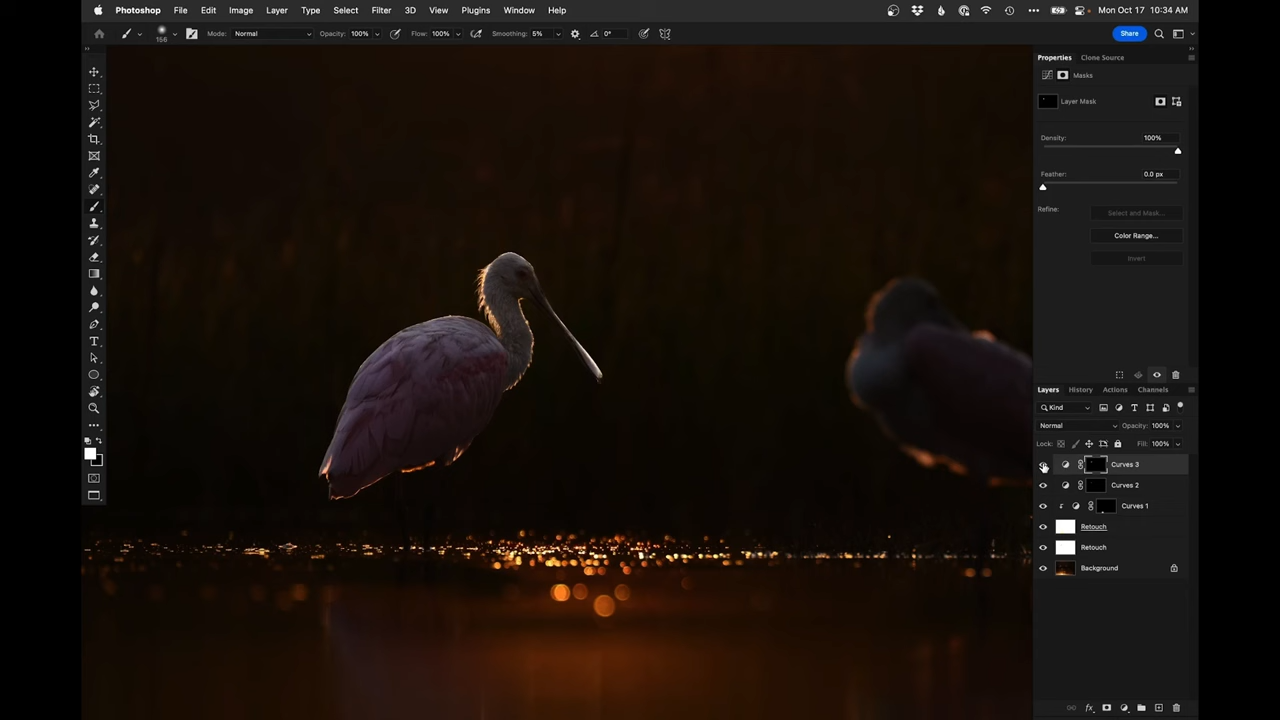 Photoshop File Edit Image Layer Type Select Filter 3D View Plugins Window Help Mon Oct 17 10:34 AM
156 Mode: Normal Opacity: 100% Flow: 100% Smoothing: 5% 0° Share
Properties Clone Source
Masks
Layer Mask
Density: 100%
Feather: 0.0 px
Refine: Select and Mask...
Color Range...
Invert
Layers History Actions Channels
Kind
Normal Opacity: 100%
Lock: Fill: 100%
Curves 3
Curves 2
Curves 1
Retouch
Retouch
Background
fx